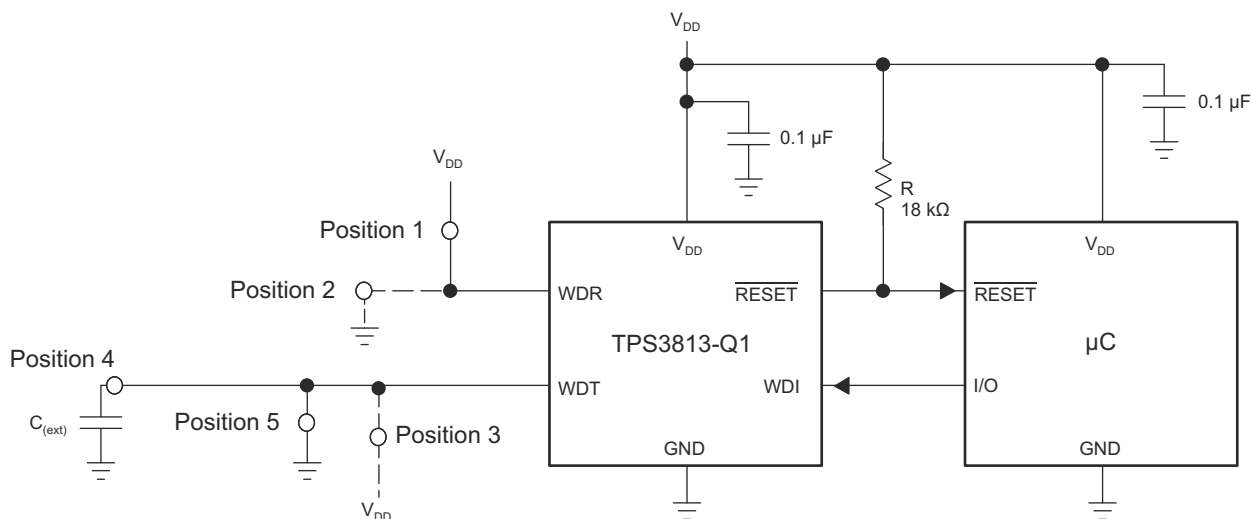 V_DD
0.1 µF
0.1 µF
V_DD
R
18 kΩ
Position 1
V_DD
V_DD
Position 2
WDR
RESET
RESET
TPS3813-Q1
µC
Position 4
WDT
WDI
I/O
C_(ext)
Position 5
Position 3
GND
GND
V_DD